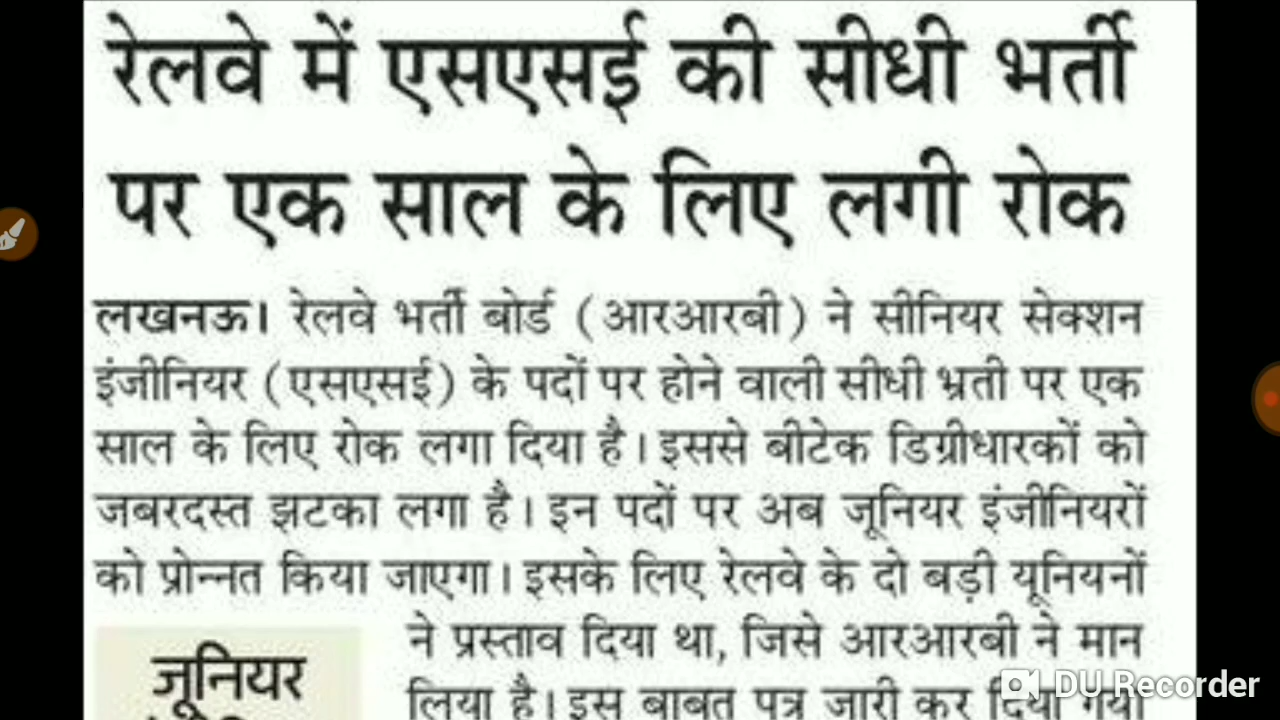 रेलवे में एसएसई की सीधी भर्ती
पर एक साल के लिए लगी रोक
लखनऊ। रेलवे भर्ती बोर्ड (आरआरबी) ने सीनियर सेक्शन
इंजीनियर (एसएसई) के पदों पर होने वाली सीधी भ्रती पर एक
साल के लिए रोक लगा दिया है। इससे बीटेक डिग्रीधारकों को
जबरदस्त झटका लगा है। इन पदों पर अब जूनियर इंजीनियरों
को प्रोन्नत किया जाएगा। इसके लिए रेलवे के दो बड़ी यूनियनों
ने प्रस्ताव दिया था, जिसे आरआरबी ने मान
लिया है। इस बाबत पत्र जारी कर दिया गया
जूनियर
DU Recorder